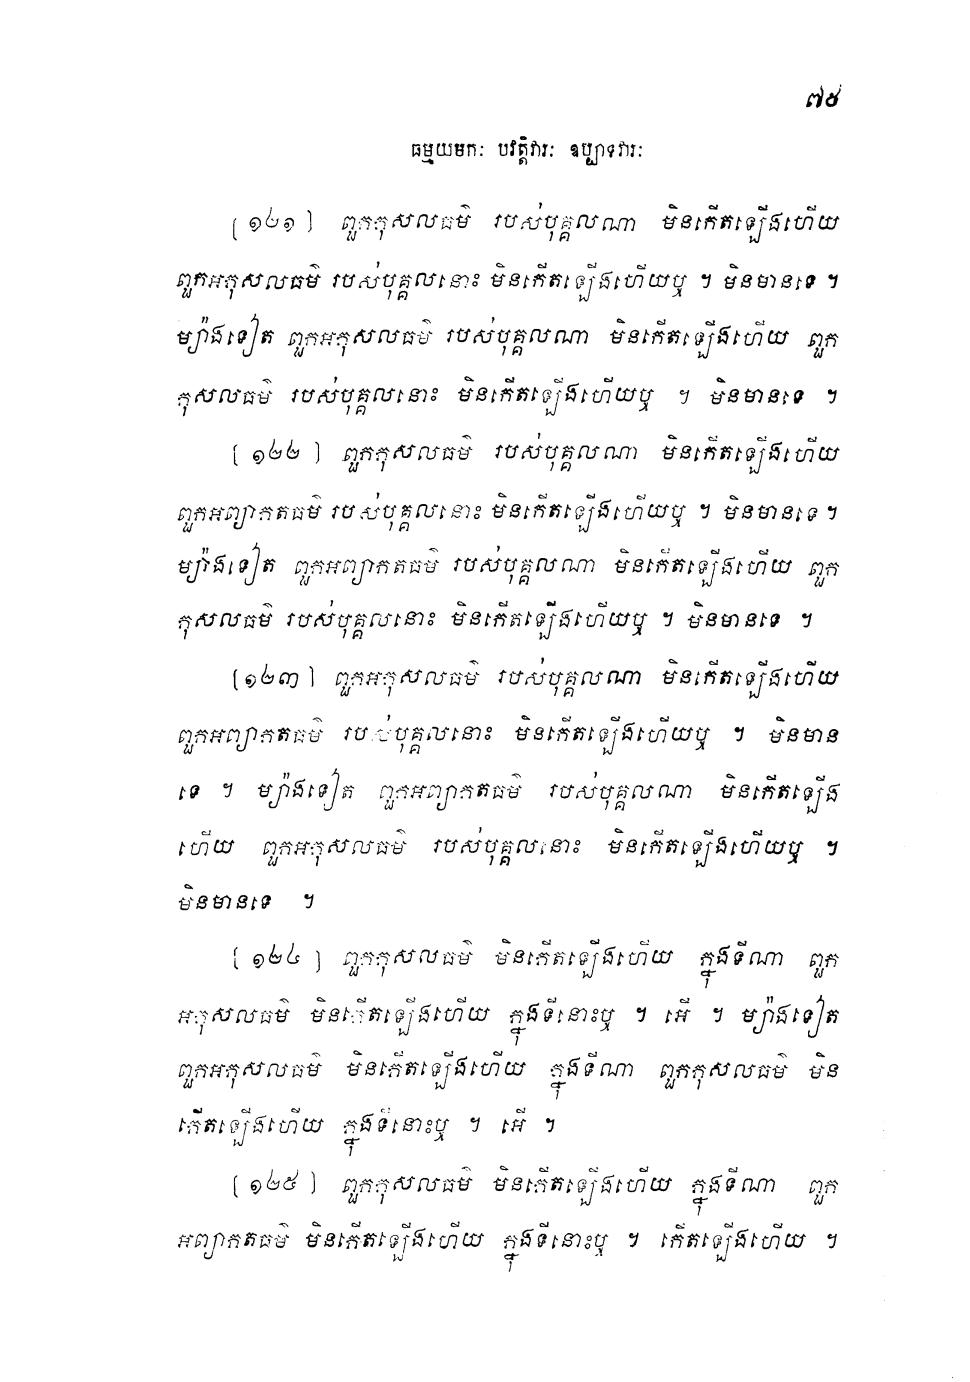 ៧៥
ធម្មយមកៈ បវត្តិវារៈ ឧប្បាទវារៈ
[១២១] ពួកកុសលធម៌ របស់បុគ្គលណា មិនកើតឡើងហើយ
ពួកអកុសលធម៌ របស់បុគ្គលនោះ មិនកើតឡើងហើយឬ ។ មិនមានទេ ។
ម្យ៉ាងទៀត ពួកអកុសលធម៌ របស់បុគ្គលណា មិនកើតឡើងហើយ ពួក
កុសលធម៌ របស់បុគ្គលនោះ មិនកើតឡើងហើយឬ ។ មិនមានទេ ។
[១២២] ពួកកុសលធម៌ របស់បុគ្គលណា មិនកើតឡើងហើយ
ពួកអព្យាកតធម៌ របស់បុគ្គលនោះ មិនកើតឡើងហើយឬ ។ មិនមានទេ ។
ម្យ៉ាងទៀត ពួកអព្យាកតធម៌ របស់បុគ្គលណា មិនកើតឡើងហើយ ពួក
កុសលធម៌ របស់បុគ្គលនោះ មិនកើតឡើងហើយឬ ។ មិនមានទេ ។
[១២៣] ពួកអកុសលធម៌ របស់បុគ្គលណា មិនកើតឡើងហើយ
ពួកអព្យាកតធម៌ របស់បុគ្គលនោះ មិនកើតឡើងហើយឬ ។ មិនមាន
ទេ ។ ម្យ៉ាងទៀត ពួកអព្យាកតធម៌ របស់បុគ្គលណា មិនកើតឡើង
ហើយ ពួកអកុសលធម៌ របស់បុគ្គលនោះ មិនកើតឡើងហើយឬ ។
មិនមានទេ ។
[១២៤] ពួកកុសលធម៌ មិនកើតឡើងហើយ ក្នុងទីណា ពួក
អកុសលធម៌ មិនកើតឡើងហើយ ក្នុងទីនោះឬ ។ អើ ។ ម្យ៉ាងទៀត
ពួកអកុសលធម៌ មិនកើតឡើងហើយ ក្នុងទីណា ពួកកុសលធម៌ មិន
កើតឡើងហើយ ក្នុងទីនោះឬ ។ អើ ។
[១២៥] ពួកកុសលធម៌ មិនកើតឡើងហើយ ក្នុងទីណា ពួក
អព្យាកតធម៌ មិនកើតឡើងហើយ ក្នុងទីនោះឬ ។ កើតឡើងហើយ ។